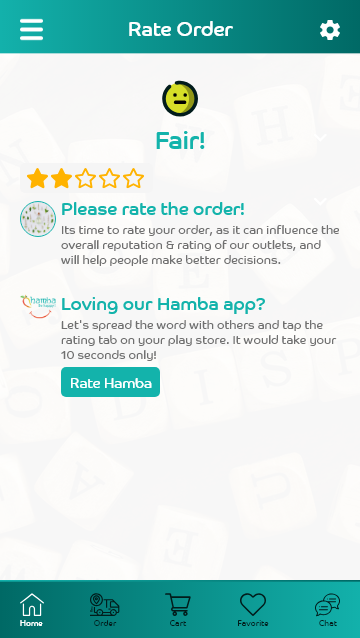 Rate Order
Fair!
Please rate the order!
Its time to rate your order, as it can influence the
overall reputation & rating of our outlets, and
will help people make better decisions.
hamba
Loving our Hamba app?
Let's spread the word with others and tap the
rating tab on your play store. It would take your
10 seconds only!
Rate Hamba
Home
Order
Cart
Favorite
Chat